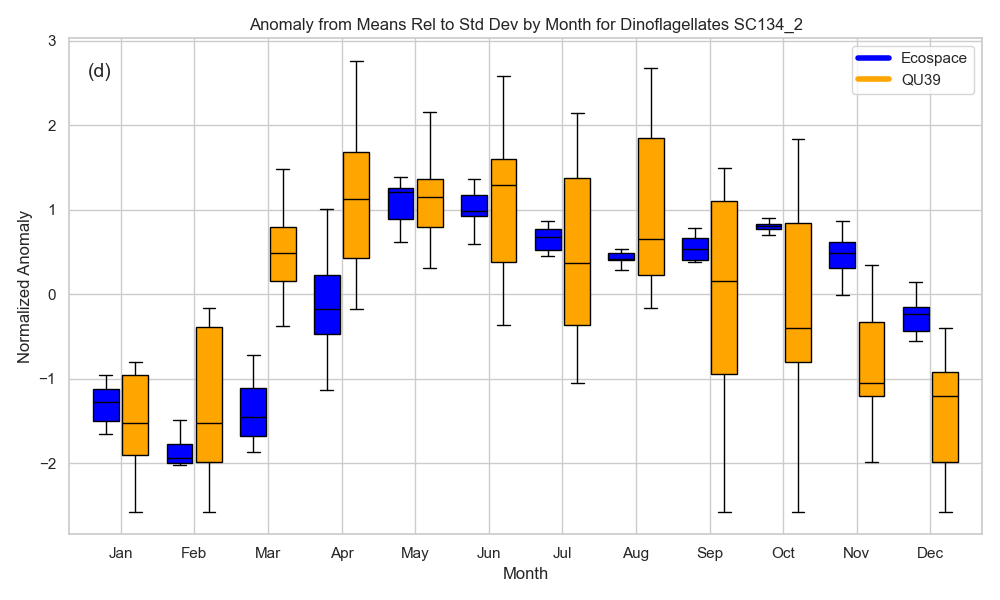 Anomaly from Means Rel to Std Dev by Month for Dinoflagellates SC134_2
(d)
Ecospace
QU39
3
2
1
0
−1
−2
Normalized Anomaly
Jan Feb Mar Apr May Jun Jul Aug Sep Oct Nov Dec
Month